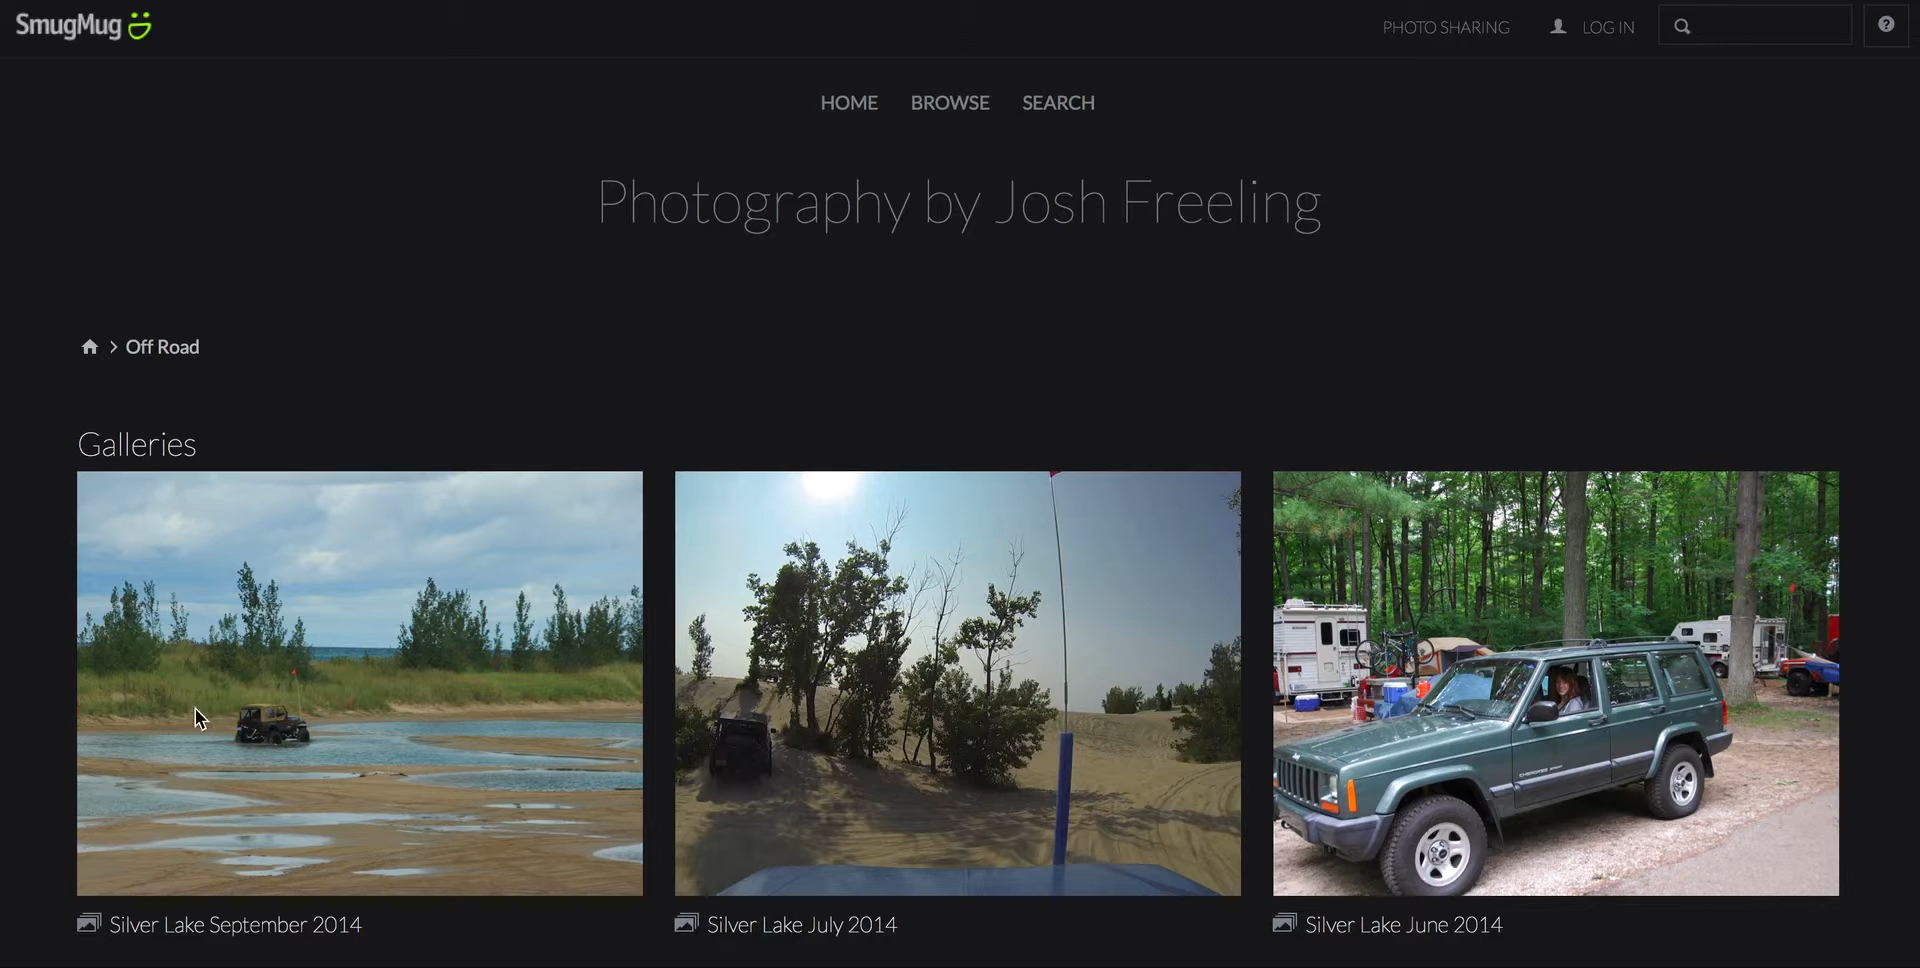 SmugMug
PHOTO SHARING
LOG IN
HOME
BROWSE
SEARCH
Photography by Josh Freeling
Off Road
Galleries
Silver Lake September 2014
Silver Lake July 2014
Silver Lake June 2014